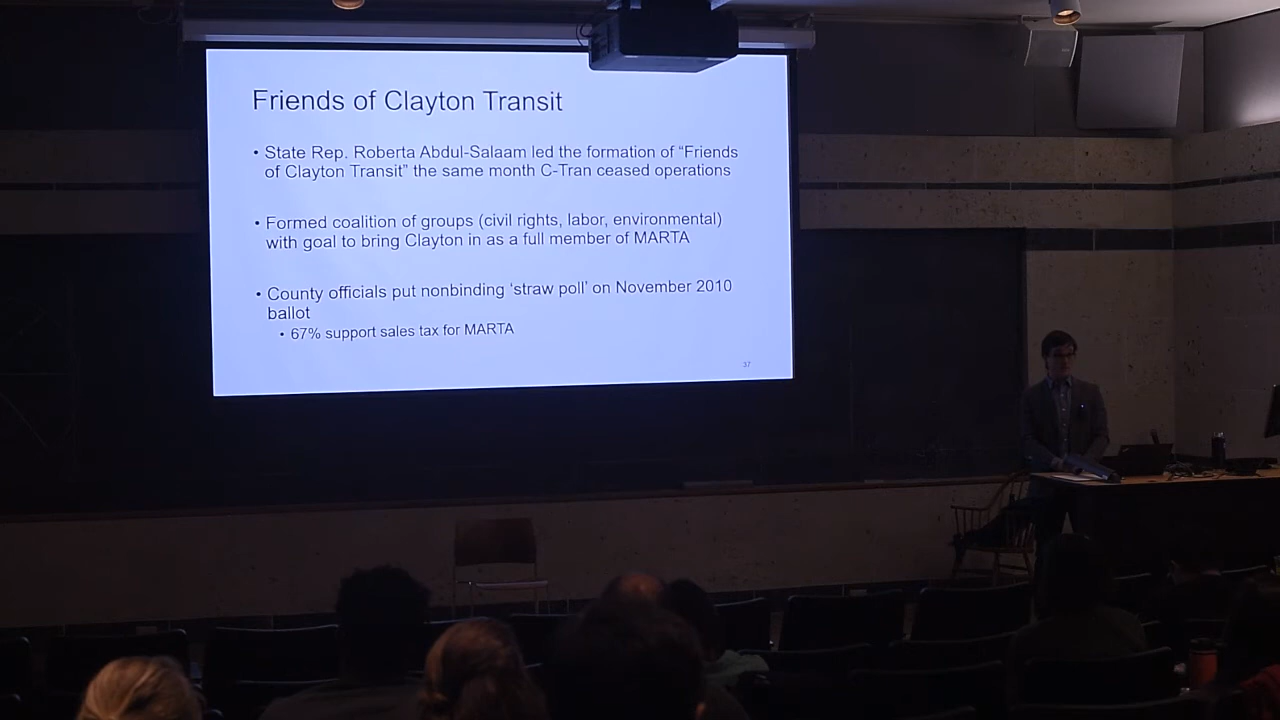 Friends of Clayton Transit
• State Rep. Roberta Abdul-Salaam led the formation of “Friends
of Clayton Transit” the same month C-Tran ceased operations
• Formed coalition of groups (civil rights, labor, environmental)
with goal to bring Clayton in as a full member of MARTA
• County officials put nonbinding ‘straw poll’ on November 2010
ballot
• 67% support sales tax for MARTA
37